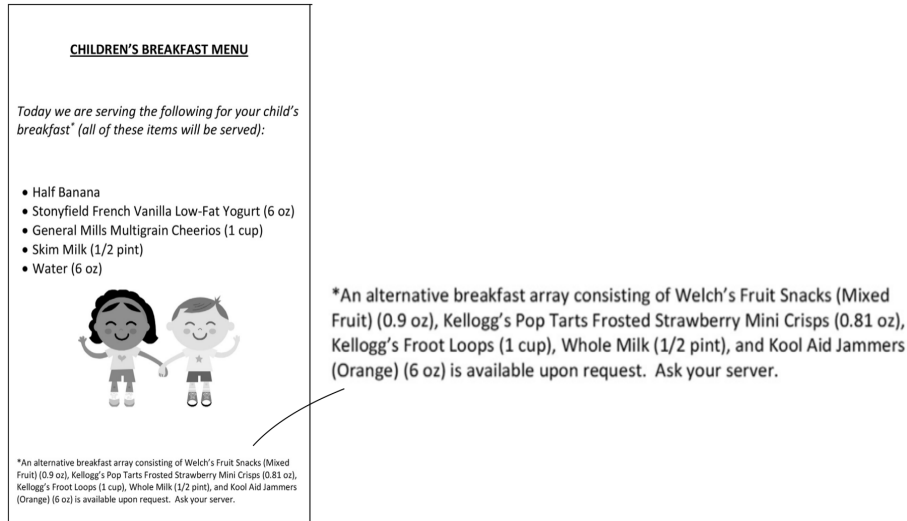 CHILDREN'S BREAKFAST MENU
Today we are serving the following for your child's
breakfast* (all of these items will be served):
• Half Banana
• Stonyfield French Vanilla Low-Fat Yogurt (6 oz)
• General Mills Multigrain Cheerios (1 cup)
• Skim Milk (1/2 pint)
• Water (6 oz)
*An alternative breakfast array consisting of Welch's Fruit Snacks (Mixed
Fruit) (0.9 oz), Kellogg's Pop Tarts Frosted Strawberry Mini Crisps (0.81 oz),
Kellogg's Froot Loops (1 cup), Whole Milk (1/2 pint), and Kool Aid Jammers
(Orange) (6 oz) is available upon request.  Ask your server.
*An alternative breakfast array consisting of Welch's Fruit Snacks (Mixed
Fruit) (0.9 oz), Kellogg's Pop Tarts Frosted Strawberry Mini Crisps (0.81 oz),
Kellogg's Froot Loops (1 cup), Whole Milk (1/2 pint), and Kool Aid Jammers
(Orange) (6 oz) is available upon request.  Ask your server.